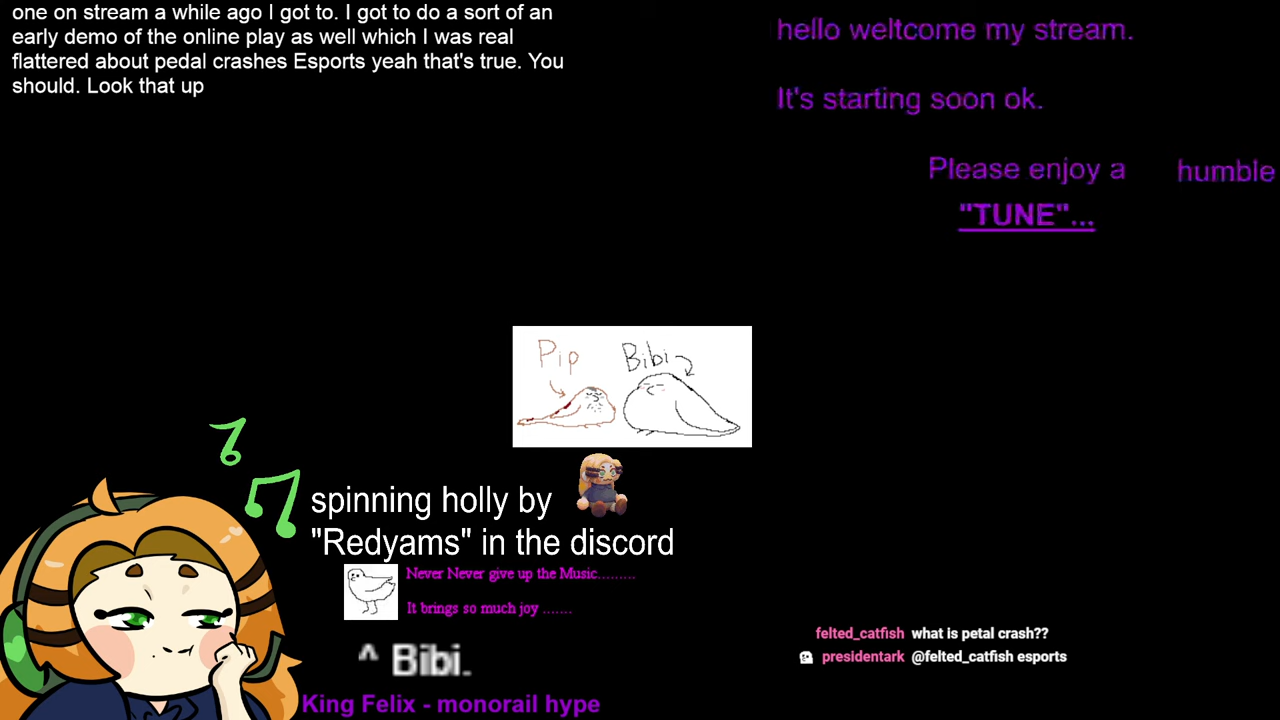 one on stream a while ago I got to. I got to do a sort of an
early demo of the online play as well which I was real
flattered about pedal crashes Esports yeah that's true. You
should. Look that up
hello weltcome my stream.
It's starting soon ok.
Please enjoy a humble
"TUNE"...
Pip
Bibi
spinning holly by
"Redyams" in the discord
Never Never give up the Music.........
It brings so much joy .......
^ Bibi.
King Felix - monorail hype
felted_catfish what is petal crash??
presidentark @felted_catfish esports